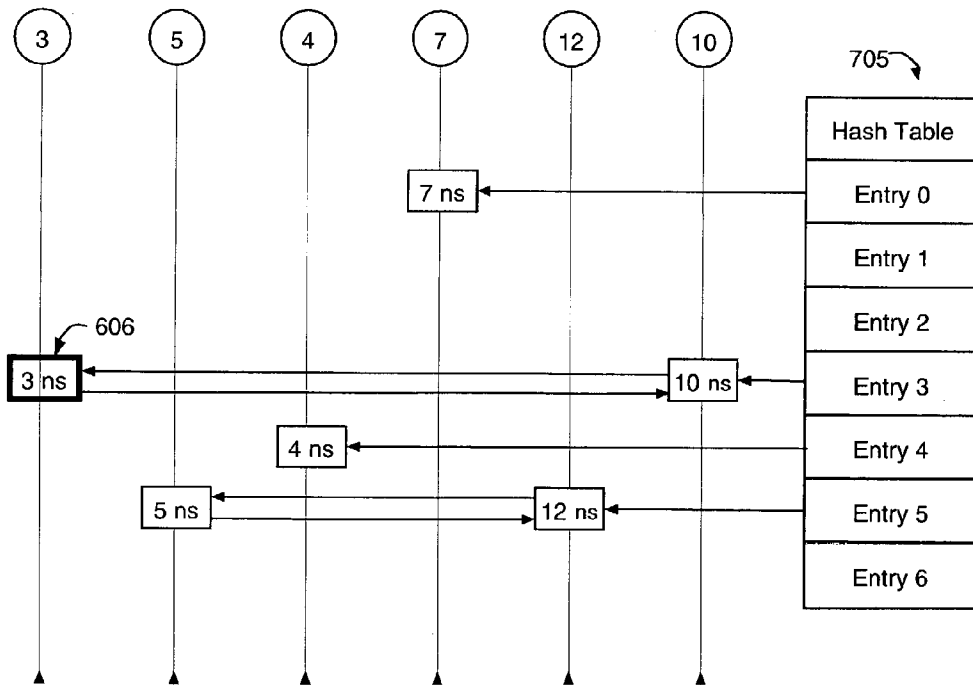 3 5 4 7 12 10
705
Hash Table
7 ns
Entry 0
Entry 1
Entry 2
606
3 ns
10 ns
Entry 3
4 ns
Entry 4
5 ns
12 ns
Entry 5
Entry 6